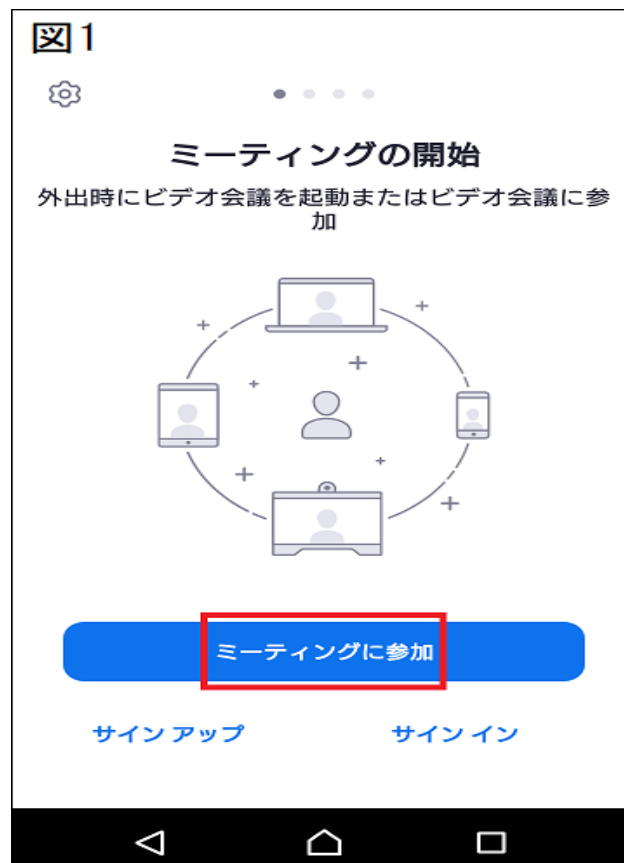 図1
ミーティングの開始
外出時にビデオ会議を起動またはビデオ会議に参
加
ミーティングに参加
サイン アップ
サイン イン